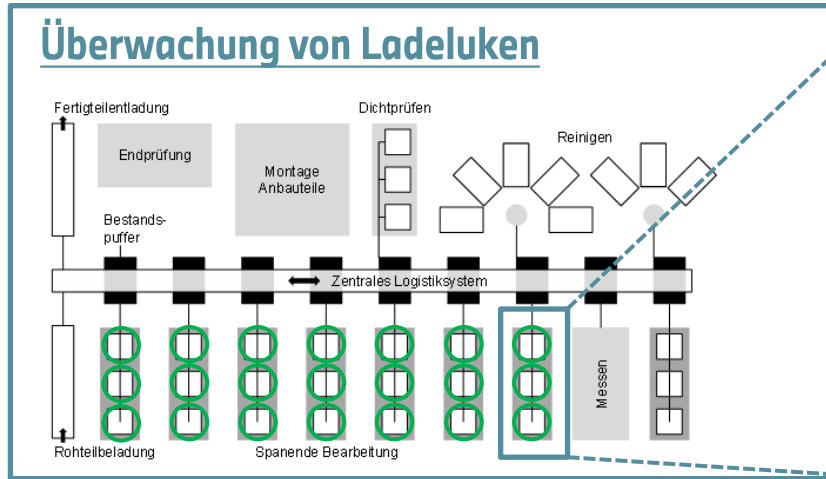 Überwachung von Ladeluken
Fertigteilentladung
Dichtprüfen
Reinigen
Endprüfung
Montage
Anbauteile
Bestands-
puffer
Zentrales Logistiksystem
Messen
Rohteilbeladung
Spanende Bearbeitung